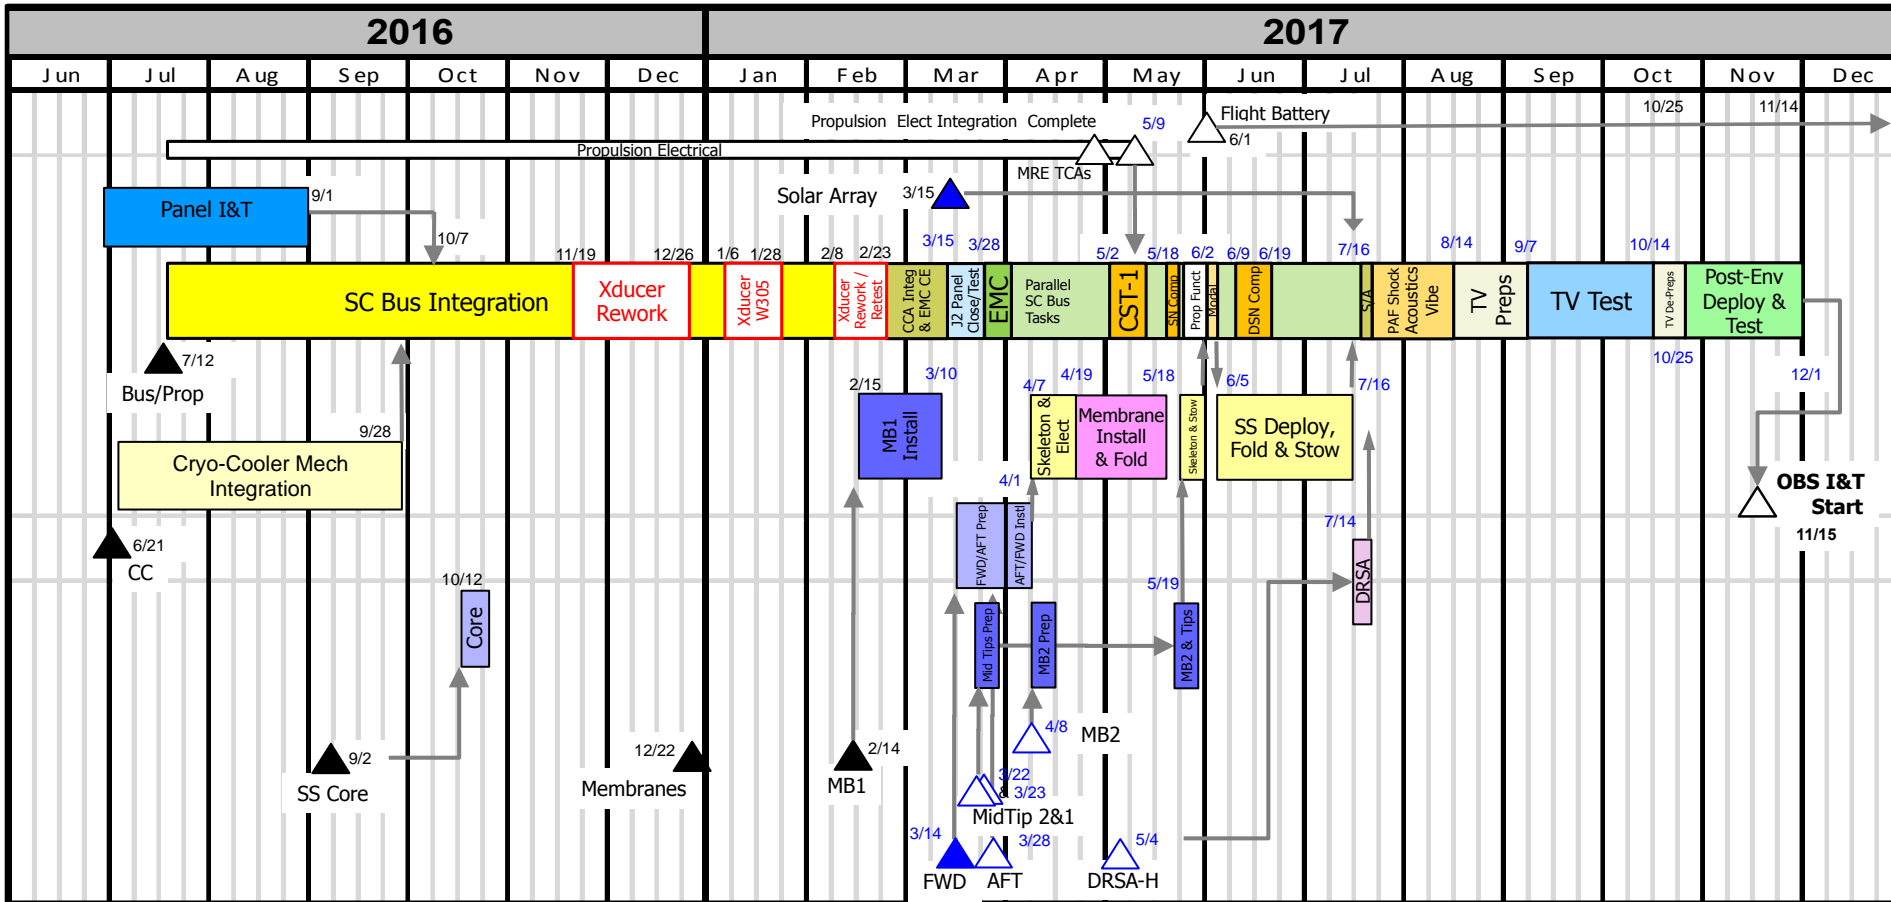 2016
2017
Jun
Jul
Aug
Sep
Oct
Nov
Dec
Jan
Feb
Mar
Apr
May
Jun
Jul
Aug
Sep
Oct
Nov
Dec
10/25
11/14
Flight Battery
6/1
Propulsion Elect Integration Complete
5/9
Propulsion Electrical
MRE TCAs
Solar Array
3/15
Panel I&T
9/1
10/7
11/19
12/26
1/6
1/28
2/8
2/23
3/15
3/28
5/2
5/18
6/2
6/9
6/19
7/16
8/14
9/7
10/14
SC Bus Integration
Xducer
Rework
Xducer
W305
Xducer
Rework /
Retest
CCA Integ
& EMC CE
J2 Panel
Close/Test
EMC
Parallel
SC Bus
Tasks
CST-1
SN Comp
Prop Funct
Modal
DSN Comp
S/A
PAF Shock
Acoustics
Vibe
TV
Preps
TV Test
TV De-Preps
Post-Env
Deploy &
Test
7/12
Bus/Prop
2/15
3/10
4/7
4/19
5/18
6/5
7/16
10/25
12/1
9/28
Cryo-Cooler Mech
Integration
MB1
Install
Skeleton &
Elect
Membrane
Install
& Fold
Skeleton & Stow
SS Deploy,
Fold & Stow
OBS I&T
Start
11/15
6/21
CC
4/1
FWD/AFT Prep
AFT/FWD Instl
7/14
DRSA
10/12
Core
5/19
Mid Tips Prep
MB2 Prep
MB2 & Tips
9/2
SS Core
12/22
Membranes
2/14
MB1
4/8
MB2
3/22
& 3/23
MidTip 2&1
3/14
FWD
3/28
AFT
5/4
DRSA-H